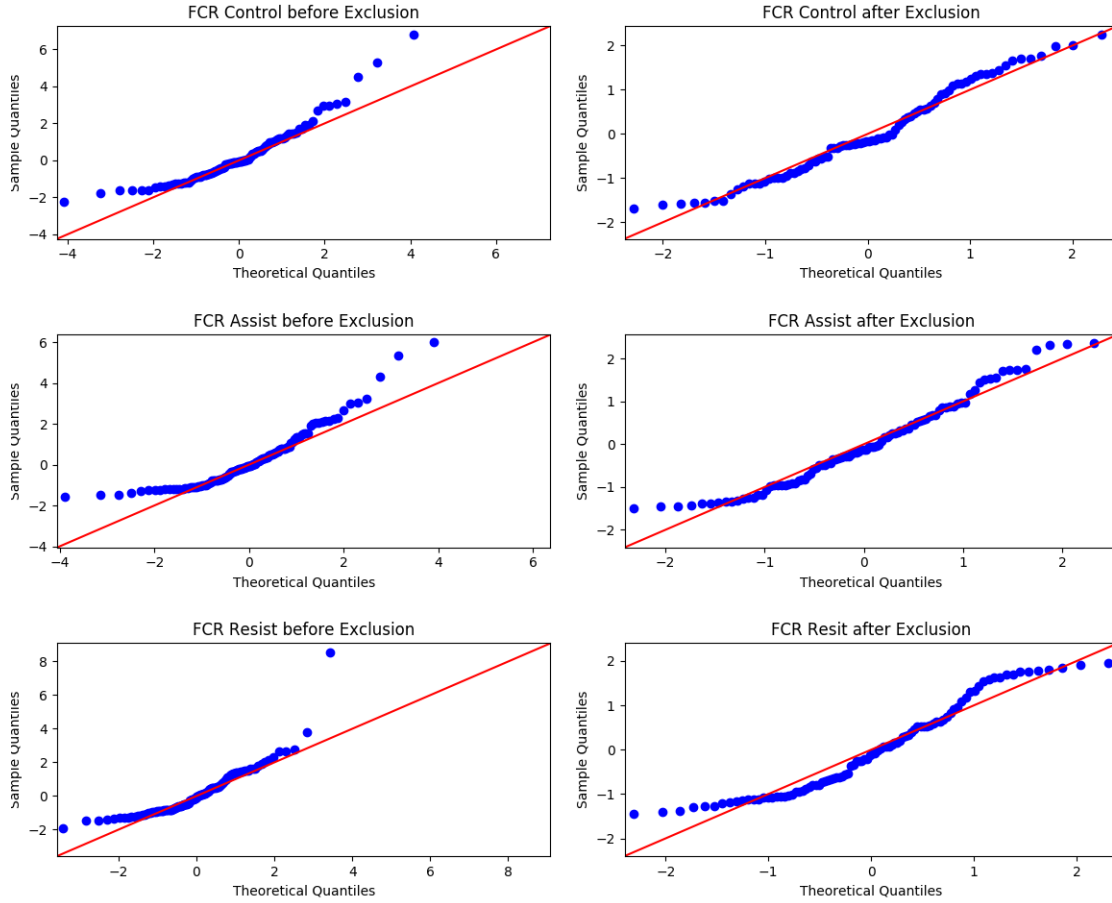 FCR Control before Exclusion
Sample Quantiles
6
4
2
0
−2
−4
−4 −2 0 2 4 6
Theoretical Quantiles
FCR Control after Exclusion
Sample Quantiles
2
1
0
−1
−2
−2 −1 0 1 2
Theoretical Quantiles
FCR Assist before Exclusion
Sample Quantiles
6
4
2
0
−2
−4
−4 −2 0 2 4 6
Theoretical Quantiles
FCR Assist after Exclusion
Sample Quantiles
2
1
0
−1
−2
−2 −1 0 1 2
Theoretical Quantiles
FCR Resist before Exclusion
Sample Quantiles
8
6
4
2
0
−2
−2 0 2 4 6 8
Theoretical Quantiles
FCR Resit after Exclusion
Sample Quantiles
2
1
0
−1
−2
−2 −1 0 1 2
Theoretical Quantiles